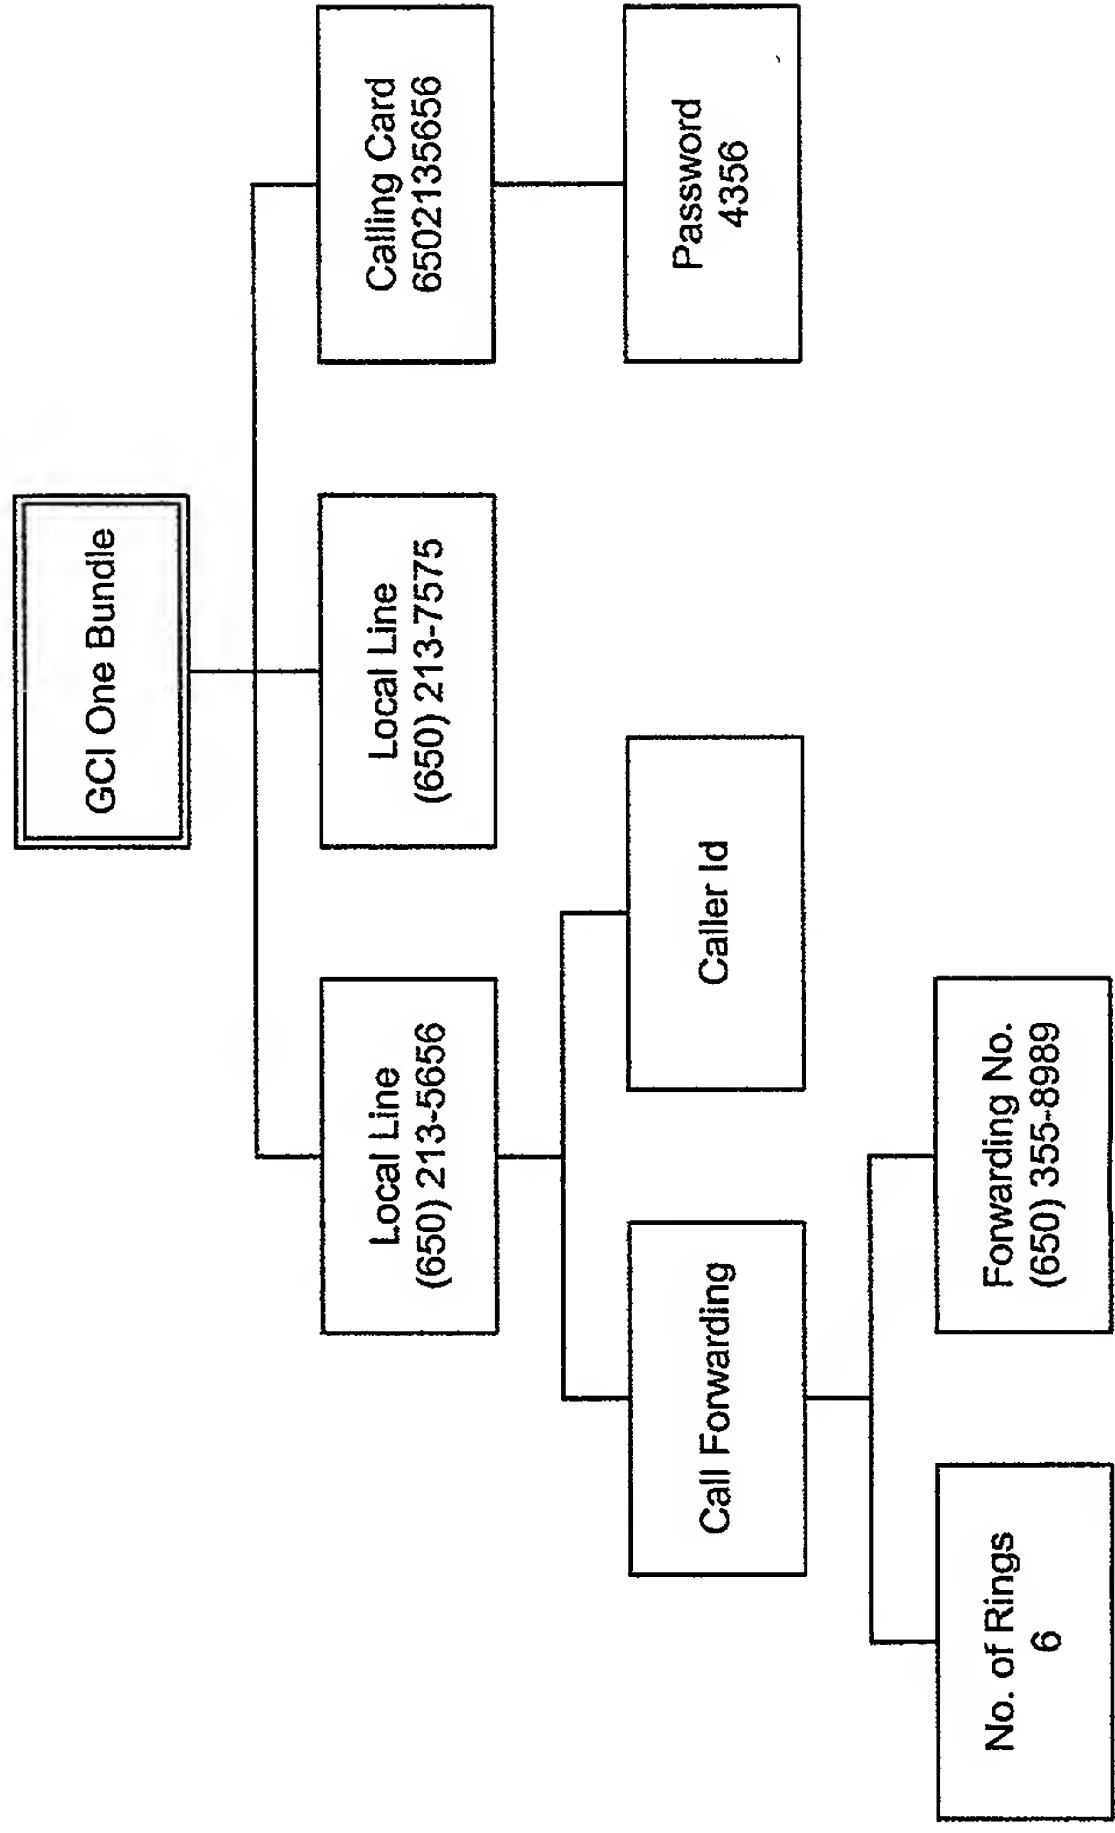 GCI One Bundle
Local Line
(650) 213-5656
Local Line
(650) 213-7575
Calling Card
6502135656
Call Forwarding
Caller Id
Password
4356
No. of Rings
6
Forwarding No.
(650) 355-8989